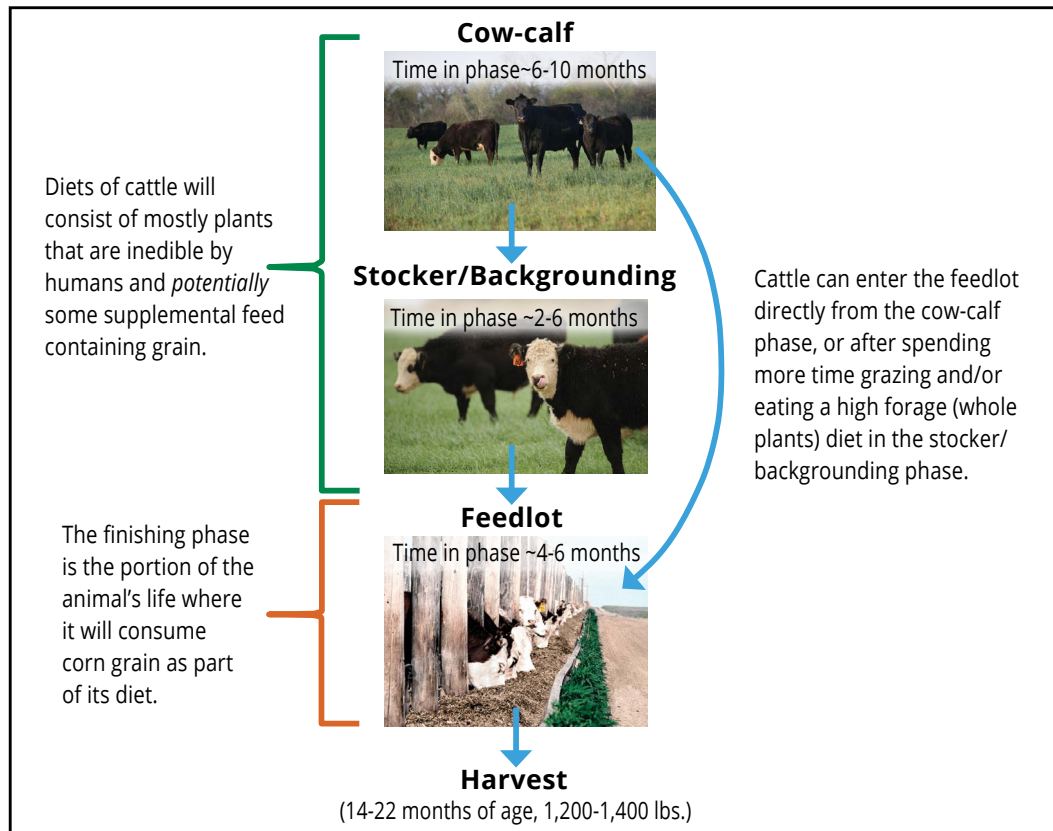 Cow-calf
Time in phase~6-10 months
Diets of cattle will
consist of mostly plants
that are inedible by
humans and potentially
some supplemental feed
containing grain.
Stocker/Backgrounding
Time in phase ~2-6 months
Cattle can enter the feedlot
directly from the cow-calf
phase, or after spending
more time grazing and/or
eating a high forage (whole
plants) diet in the stocker/
backgrounding phase.
Feedlot
Time in phase ~4-6 months
The finishing phase
is the portion of the
animal’s life where
it will consume
corn grain as part
of its diet.
Harvest
(14-22 months of age, 1,200-1,400 lbs.)